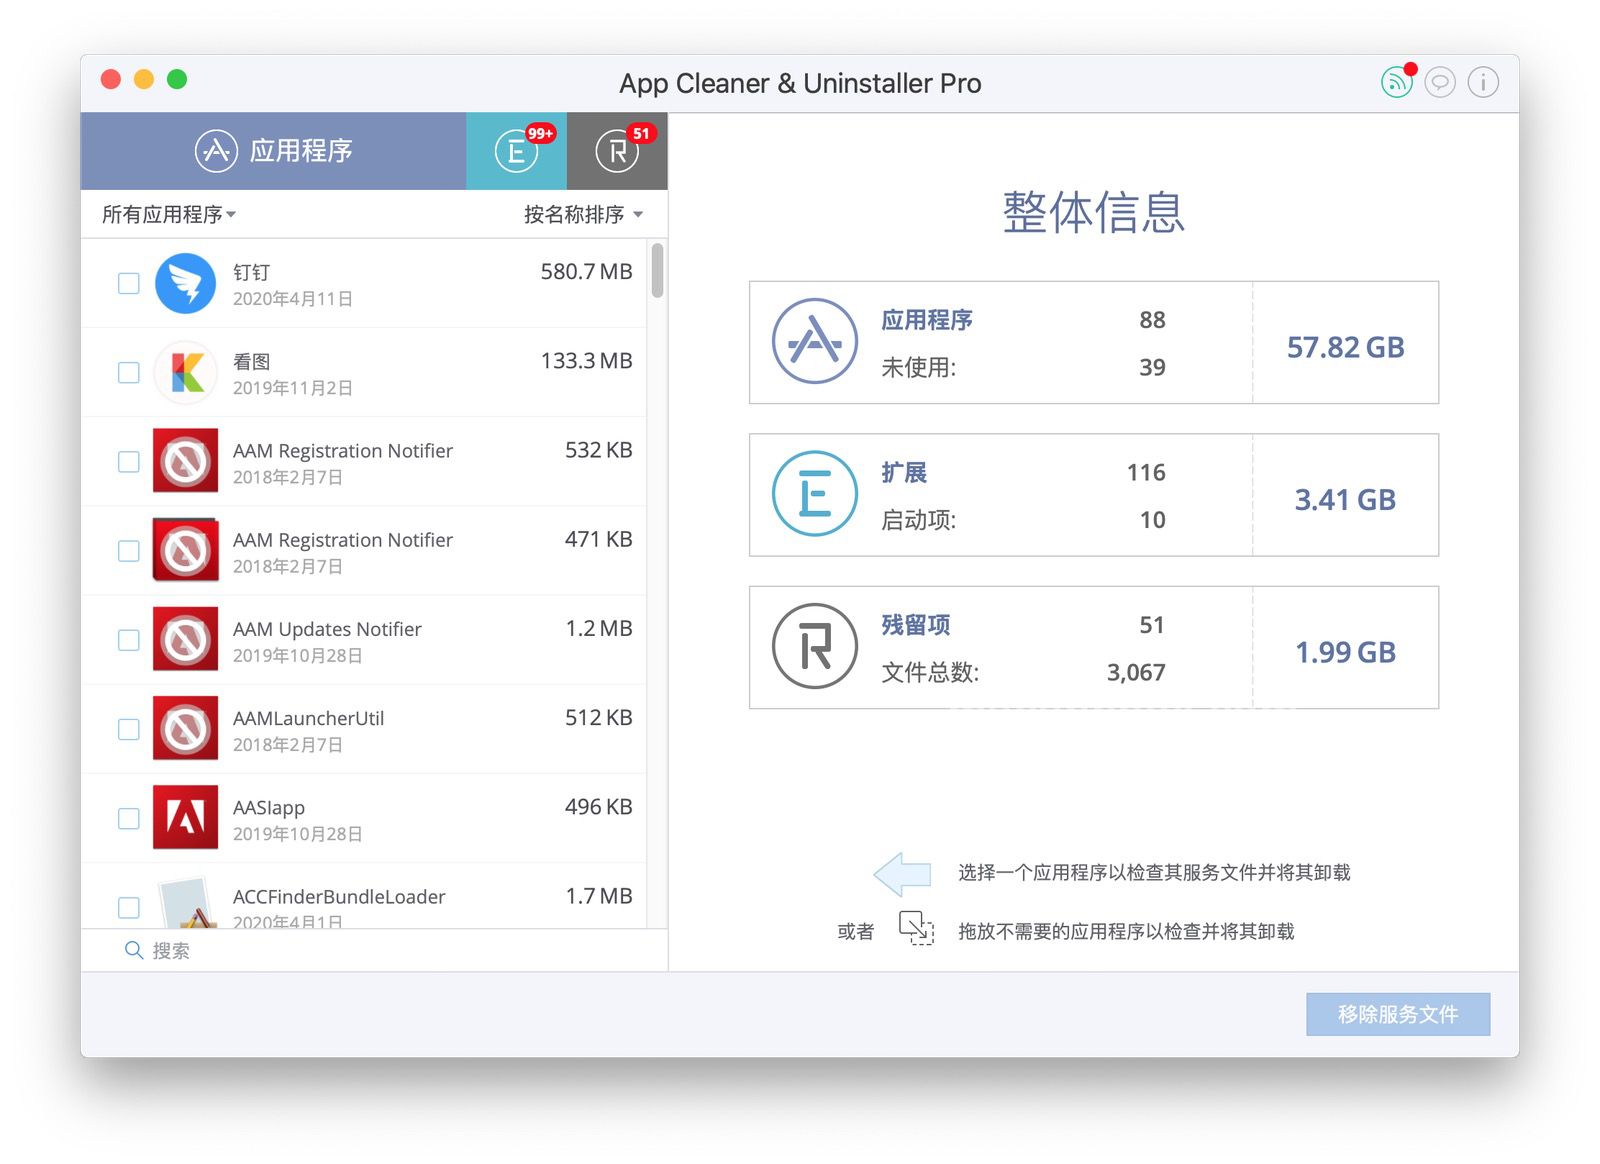 App Cleaner & Uninstaller Pro
应用程序
99+
51
所有应用程序
按名称排序
钉钉
580.7 MB
2020年4月11日
看图
133.3 MB
2019年11月2日
AAM Registration Notifier
532 KB
2018年2月7日
AAM Registration Notifier
471 KB
2018年2月7日
AAM Updates Notifier
1.2 MB
2019年10月28日
AAMLauncherUtil
512 KB
2018年2月7日
AASIapp
496 KB
2019年10月28日
ACCFinderBundleLoader
1.7 MB
2020年4月1日
搜索
整体信息
应用程序 88
未使用: 39
57.82 GB
扩展 116
启动项: 10
3.41 GB
残留项 51
文件总数: 3,067
1.99 GB
选择一个应用程序以检查其服务文件并将其卸载
或者 拖放不需要的应用程序以检查并将其卸载
移除服务文件